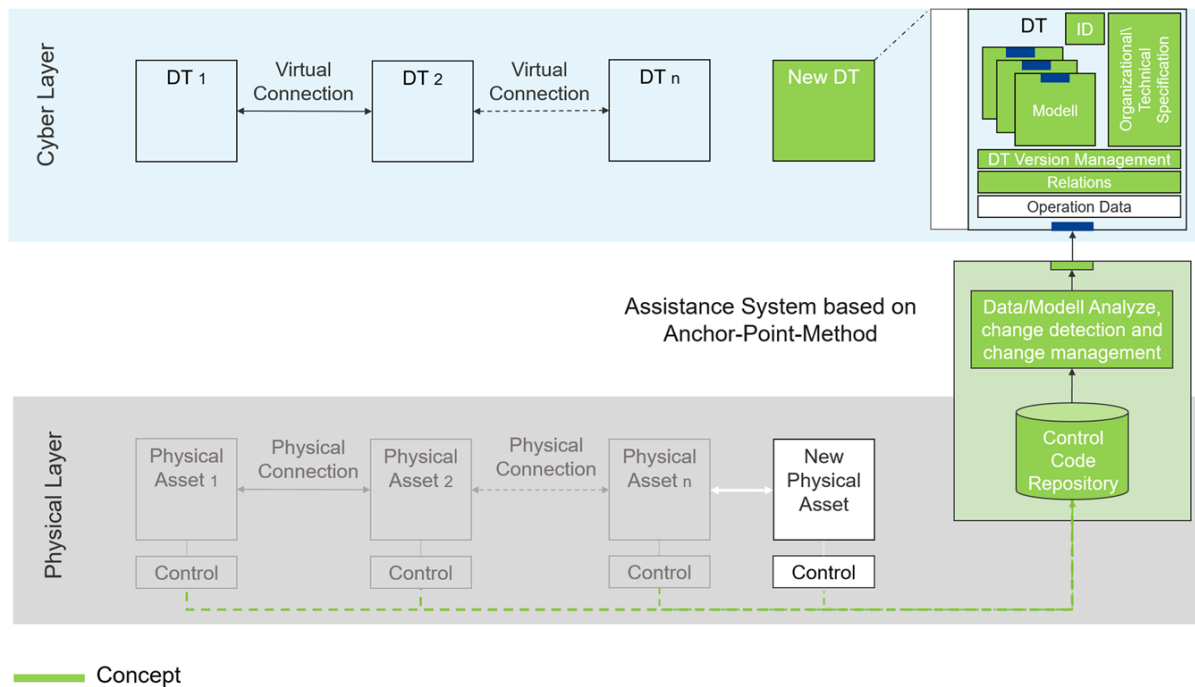 Cyber Layer
DT 1
Virtual
Connection
DT 2
Virtual
Connection
DT n
New DT
DT
ID
Modell
Organizational\
Technical
Specification
DT Version Management
Relations
Operation Data
Assistance System based on
Anchor-Point-Method
Data/Modell Analyze,
change detection and
change management
Control
Code
Repository
Physical Layer
Physical
Asset 1
Physical
Connection
Physical
Asset 2
Physical
Connection
Physical
Asset n
New
Physical
Asset
Control
Control
Control
Control
Concept